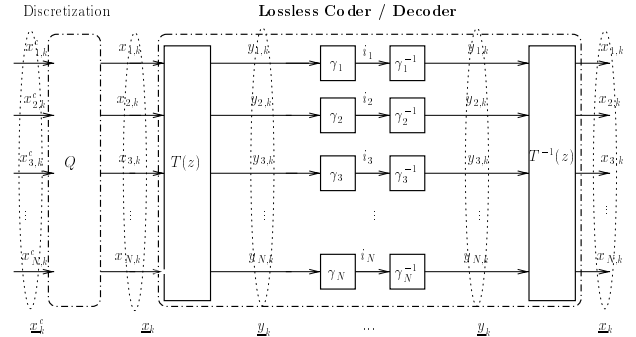 Discretization Lossless Coder / Decoder
x^c_{1,k} x_{1,k} y_{1,k} γ_1 i_1 γ_1^{-1} y_{1,k} x_{1,k}
x^c_{2,k} x_{2,k} y_{2,k} γ_2 i_2 γ_2^{-1} y_{2,k} x_{2,k}
x^c_{3,k} Q x_{3,k} T(z) y_{3,k} γ_3 i_3 γ_3^{-1} y_{3,k} T^{-1}(z) x_{3,k}
⋮ ⋮ ⋮ ⋮ ⋮ ⋮
x^c_{N,k} x_{N,k} y_{N,k} γ_N i_N γ_N^{-1} y_{N,k} x_{N,k}
x^c_k x_k y_k ... y_k x_k